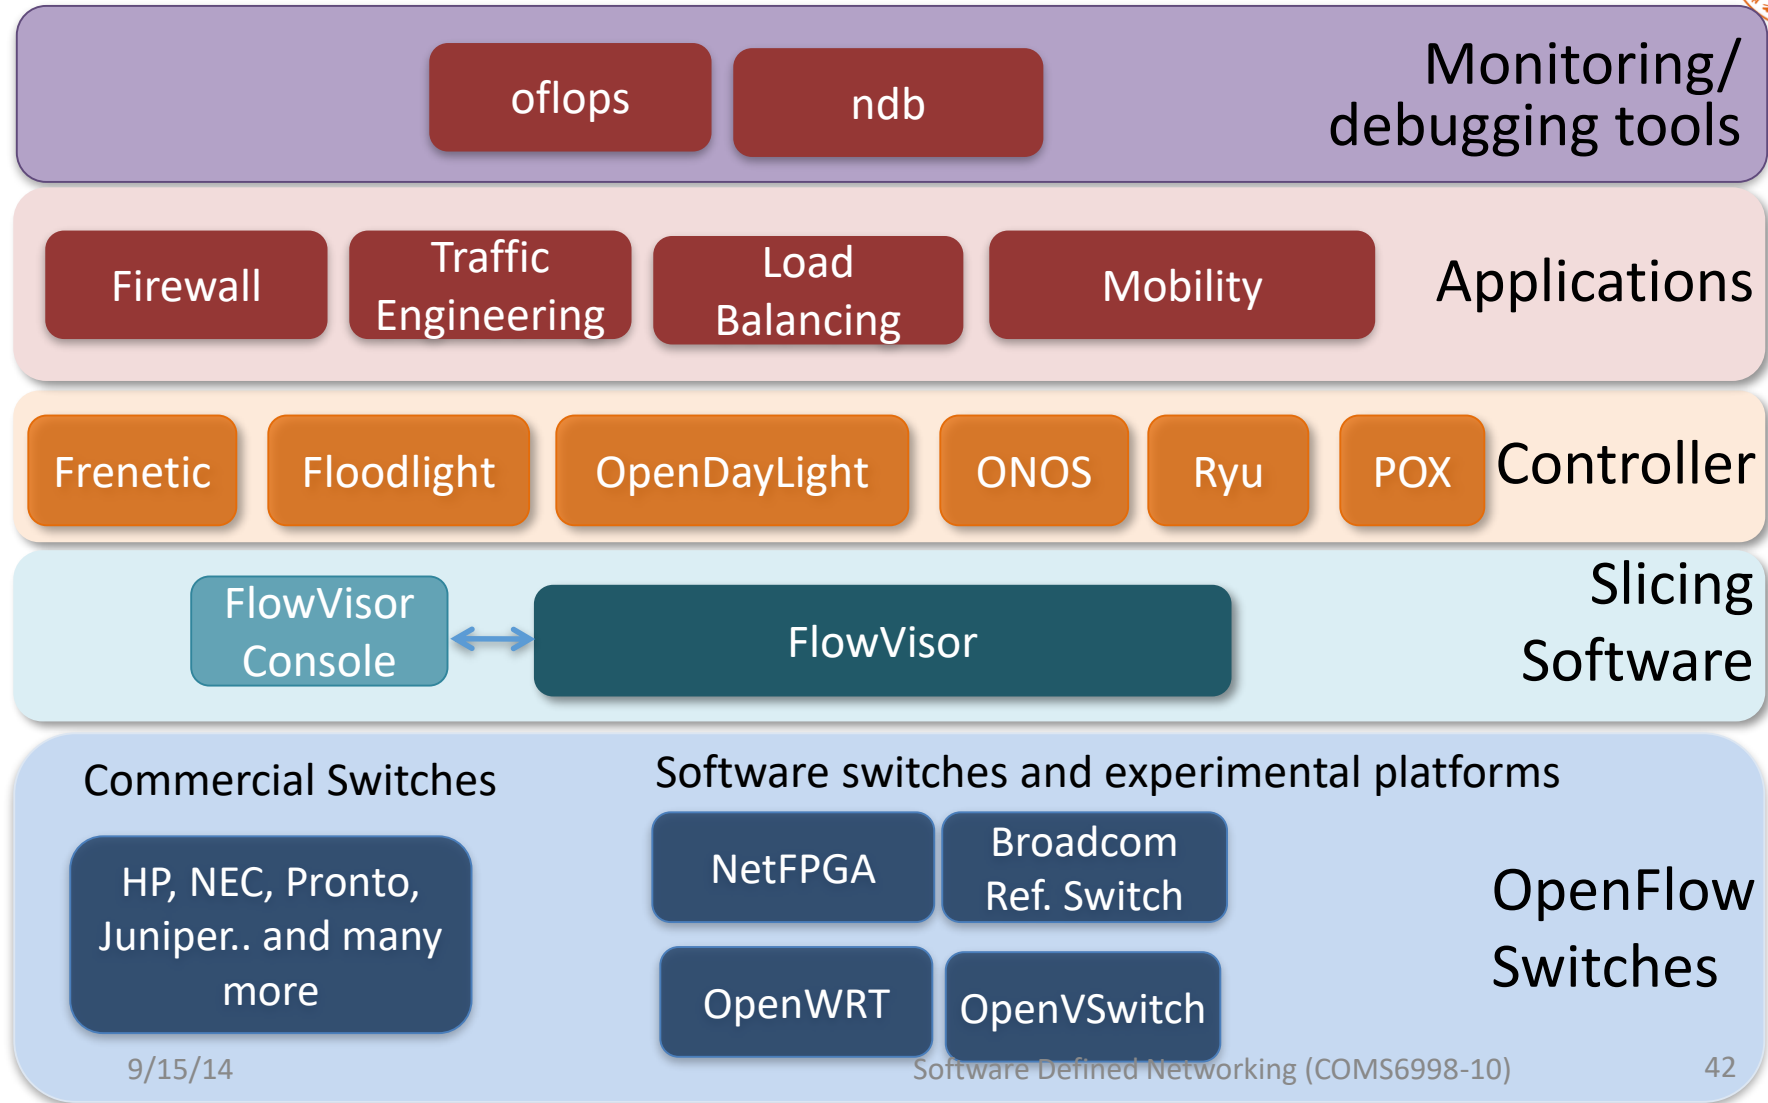 oflops
ndb
Monitoring/
debugging tools
Firewall
Traffic
Engineering
Load
Balancing
Mobility
Applications
Frenetic
Floodlight
OpenDayLight
ONOS
Ryu
POX
Controller
FlowVisor
Console
FlowVisor
Slicing
Software
Commercial Switches
HP, NEC, Pronto,
Juniper.. and many
more
Software switches and experimental platforms
NetFPGA
Broadcom
Ref. Switch
OpenWRT
OpenVSwitch
OpenFlow
Switches
9/15/14
Software Defined Networking (COMS6998-10)
42